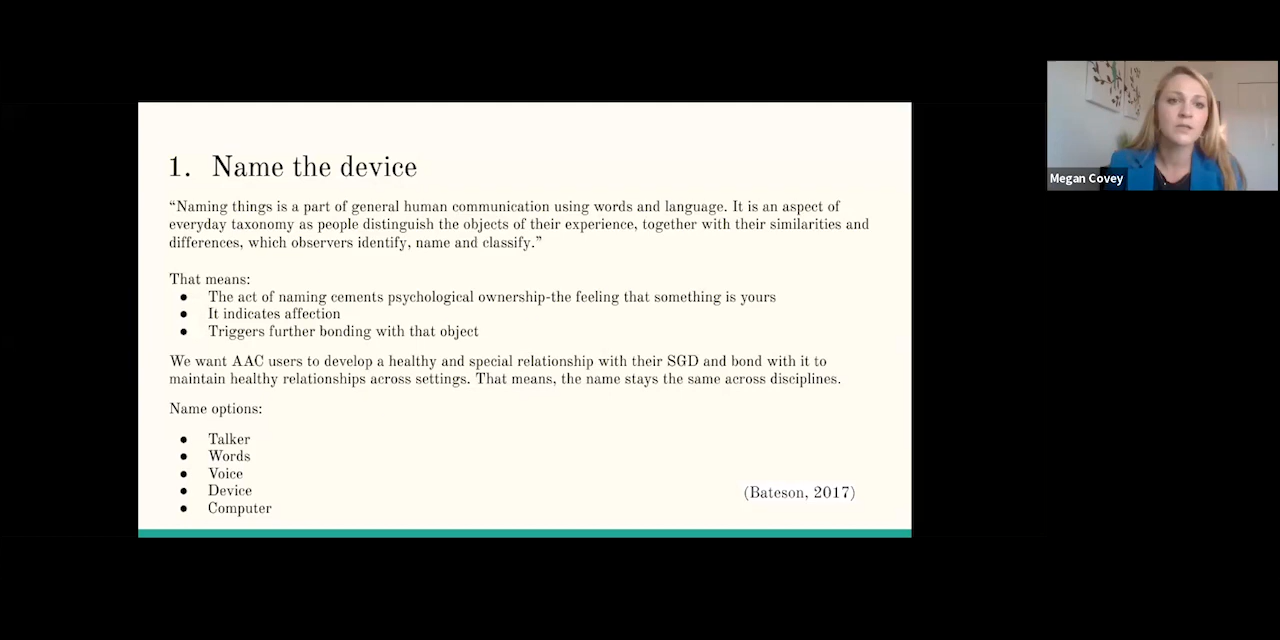 1. Name the device
“Naming things is a part of general human communication using words and language. It is an aspect of
everyday taxonomy as people distinguish the objects of their experience, together with their similarities and
differences, which observers identify, name and classify.”
That means:
● The act of naming cements psychological ownership-the feeling that something is yours
● It indicates affection
● Triggers further bonding with that object
We want AAC users to develop a healthy and special relationship with their SGD and bond with it to
maintain healthy relationships across settings. That means, the name stays the same across disciplines.
Name options:
● Talker
● Words
● Voice
● Device
● Computer
(Bateson, 2017)
Megan Covey